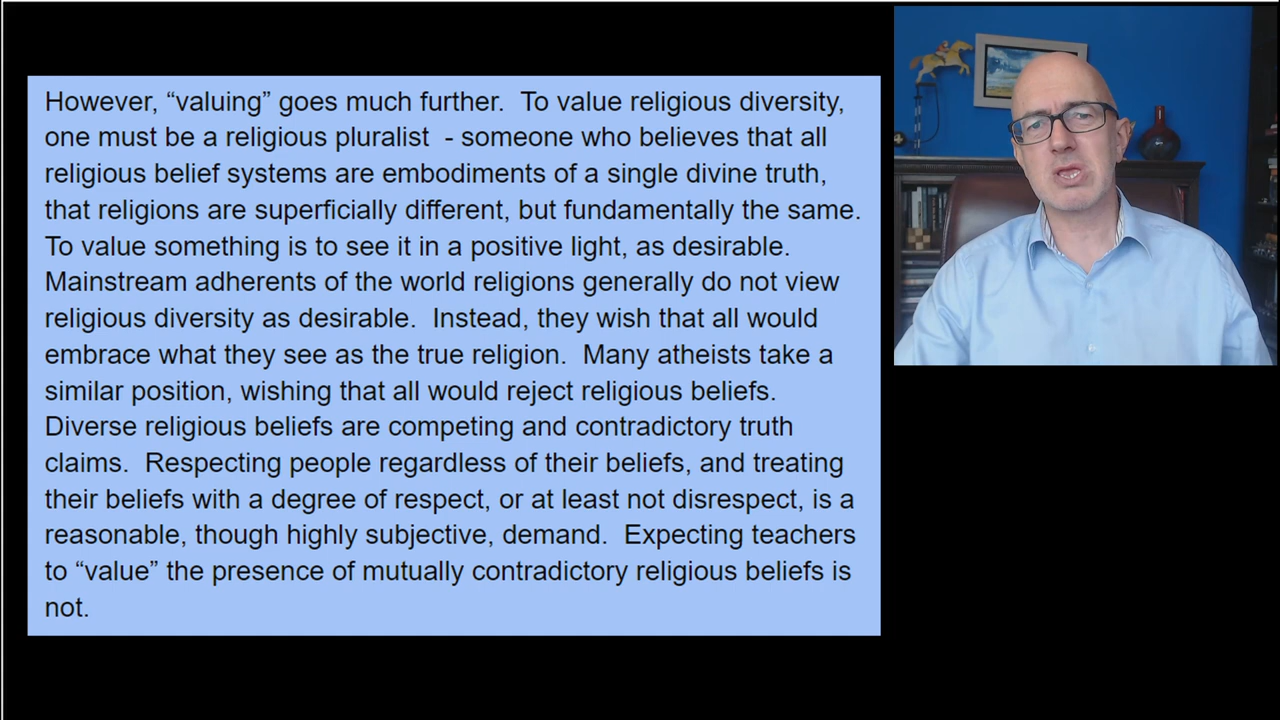 However, “valuing” goes much further.  To value religious diversity,
one must be a religious pluralist  - someone who believes that all
religious belief systems are embodiments of a single divine truth,
that religions are superficially different, but fundamentally the same.
To value something is to see it in a positive light, as desirable.
Mainstream adherents of the world religions generally do not view
religious diversity as desirable.  Instead, they wish that all would
embrace what they see as the true religion.  Many atheists take a
similar position, wishing that all would reject religious beliefs.
Diverse religious beliefs are competing and contradictory truth
claims.  Respecting people regardless of their beliefs, and treating
their beliefs with a degree of respect, or at least not disrespect, is a
reasonable, though highly subjective, demand.  Expecting teachers
to “value” the presence of mutually contradictory religious beliefs is
not.